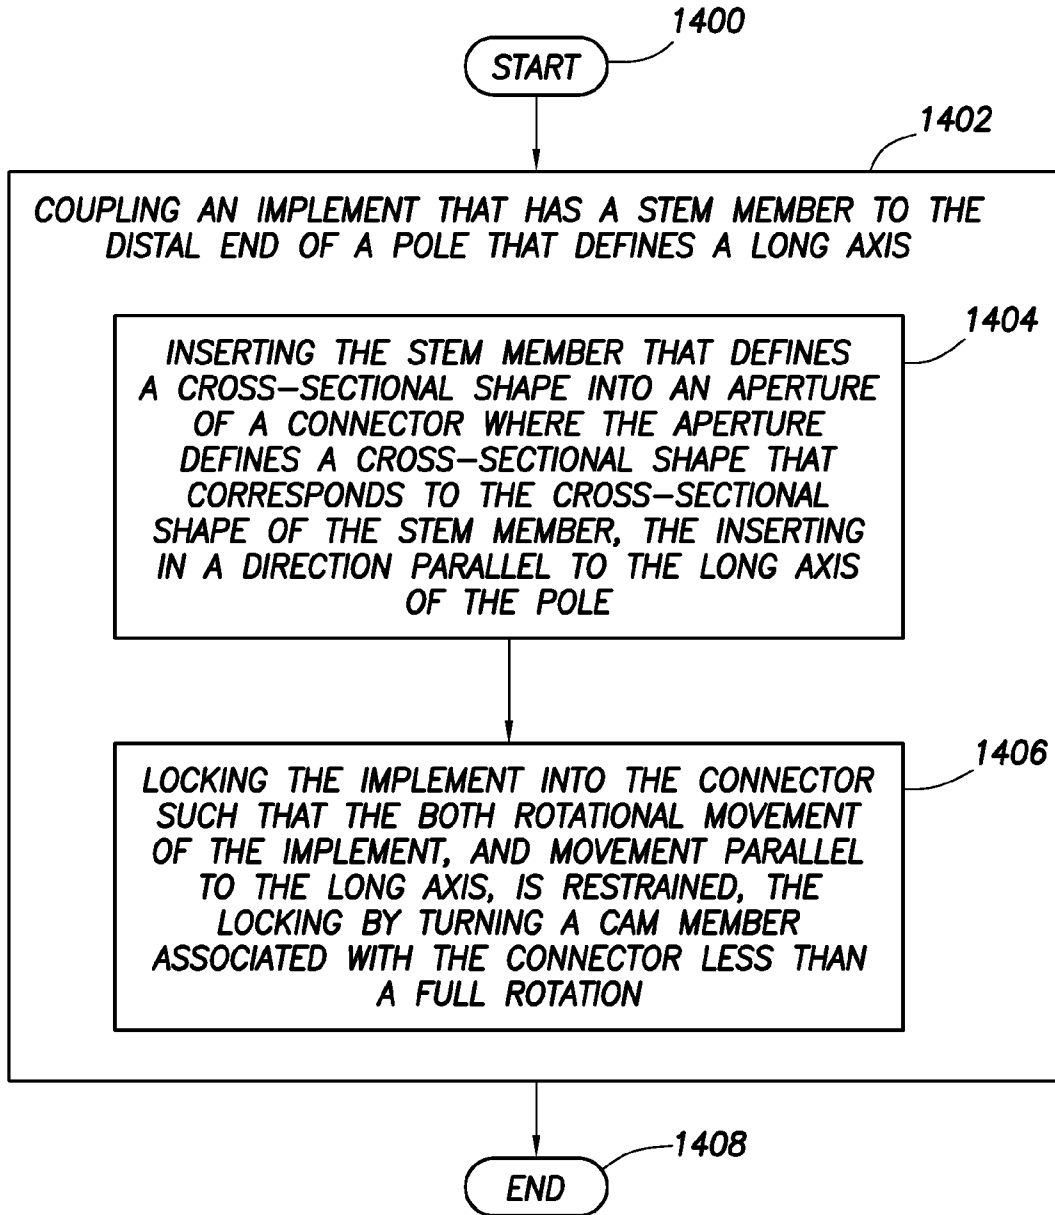 1400
START
1402
COUPLING AN IMPLEMENT THAT HAS A STEM MEMBER TO THE
DISTAL END OF A POLE THAT DEFINES A LONG AXIS
1404
INSERTING THE STEM MEMBER THAT DEFINES
A CROSS–SECTIONAL SHAPE INTO AN APERTURE
OF A CONNECTOR WHERE THE APERTURE
DEFINES A CROSS–SECTIONAL SHAPE THAT
CORRESPONDS TO THE CROSS–SECTIONAL
SHAPE OF THE STEM MEMBER, THE INSERTING
IN A DIRECTION PARALLEL TO THE LONG AXIS
OF THE POLE
1406
LOCKING THE IMPLEMENT INTO THE CONNECTOR
SUCH THAT THE BOTH ROTATIONAL MOVEMENT
OF THE IMPLEMENT, AND MOVEMENT PARALLEL
TO THE LONG AXIS, IS RESTRAINED, THE
LOCKING BY TURNING A CAM MEMBER
ASSOCIATED WITH THE CONNECTOR LESS THAN
A FULL ROTATION
1408
END